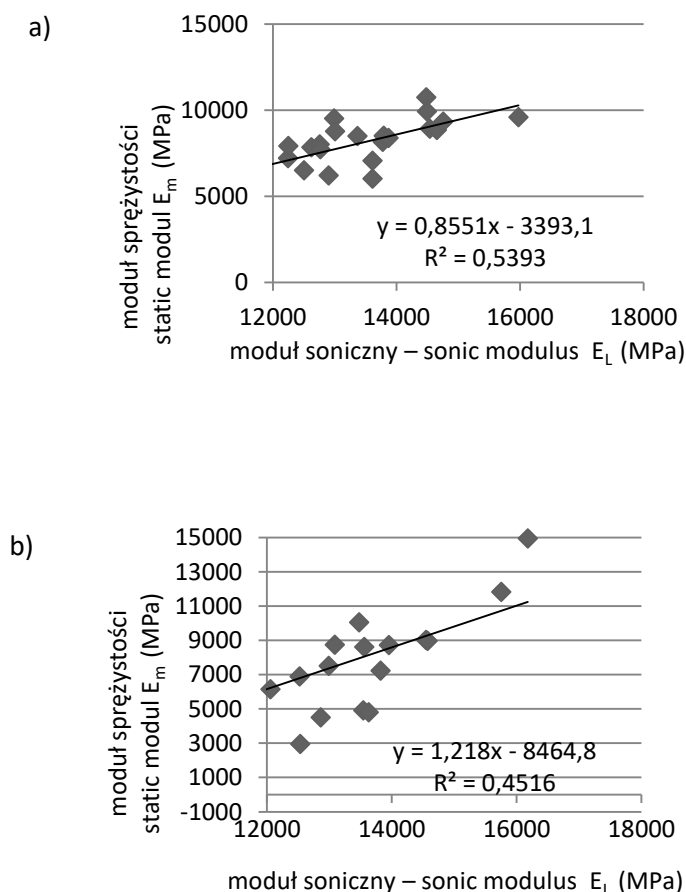 a)
15000
10000
5000
0
moduł sprężystości
static modul Eₘ (MPa)
y = 0,8551x - 3393,1
R² = 0,5393
12000 14000 16000 18000
moduł soniczny – sonic modulus E_L (MPa)
b)
15000
13000
11000
9000
7000
5000
3000
1000
-1000
moduł sprężystości
static modul Eₘ (MPa)
y = 1,218x - 8464,8
R² = 0,4516
12000 14000 16000 18000
moduł soniczny – sonic modulus E_L (MPa)